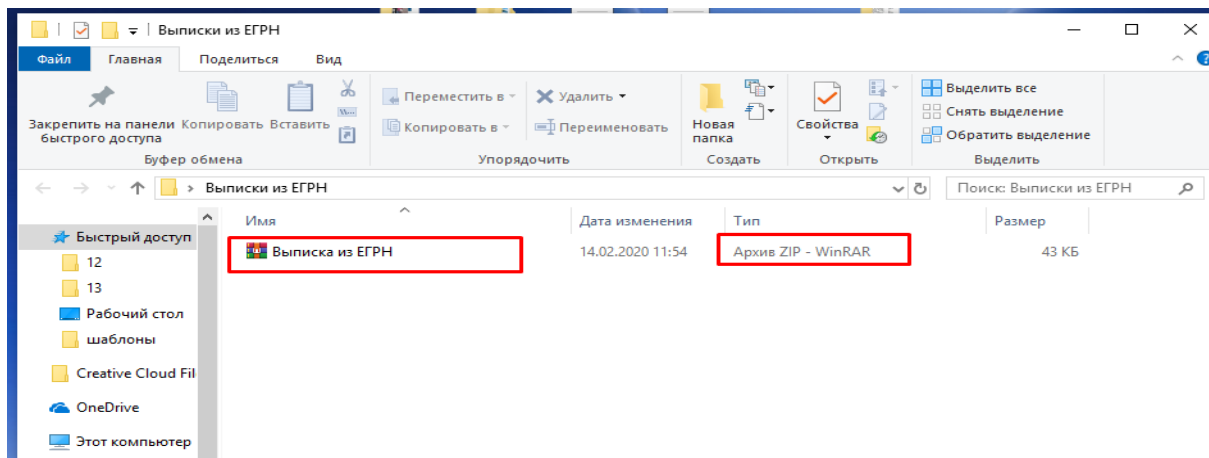 Выписки из ЕГРН
Файл Главная Поделиться Вид
Закрепить на панели быстрого доступа
Копировать
Вставить
Переместить в
Копировать в
Удалить
Переименовать
Новая папка
Свойства
Выделить все
Снять выделение
Обратить выделение
Буфер обмена Упорядочить Создать Открыть Выделить
Выписки из ЕГРН
Поиск: Выписки из ЕГРН
Имя Дата изменения Тип Размер
Выписка из ЕГРН 14.02.2020 11:54 Архив ZIP - WinRAR 43 КБ
Быстрый доступ
12
13
Рабочий стол
шаблоны
Creative Cloud Fil
OneDrive
Этот компьютер